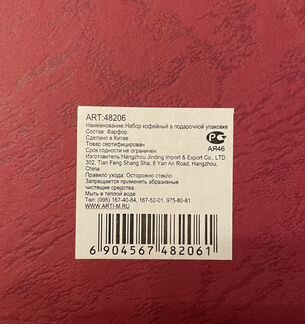 ART:48206
Наименование:Набор кофейный в подарочной упаковке
Состав: Фарфор
Сделано в Китае
Товар сертифицирован
Срок годности не ограничен
АЯ46
Изготовитель:Hangzhou Jinding Import & Export Co., LTD
302, Tian Feng Shang Sha, 8 Yan An Road, Hangzhou,
China
Правило ухода: Осторожно стекло
Запрещается применять абразивные
чистящие средства.
Мыть в теплой воде
Тел: (095) 167-40-84, 167-52-01, 975-80-81
WWW.ARTI-M.RU
6 904567 482061